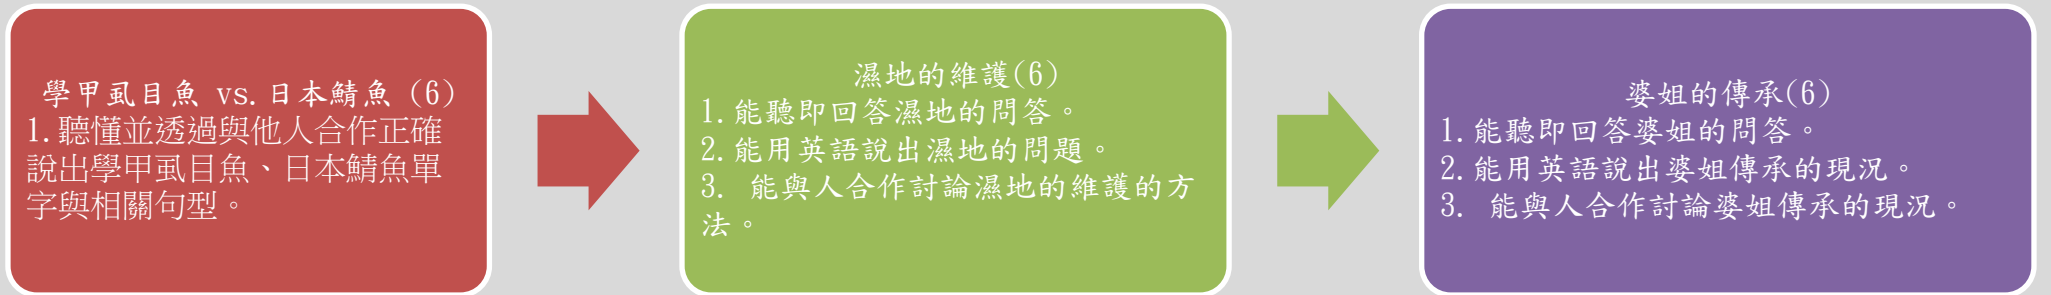 學甲虱目魚 vs.日本鯖魚 (6)
1.聽懂並透過與他人合作正確
說出學甲虱目魚、日本鯖魚單
字與相關句型。
濕地的維護(6)
1.能聽即回答濕地的問答。
2.能用英語說出濕地的問題。
3. 能與人合作討論濕地的維護的方
法。
婆姐的傳承(6)
1.能聽即回答婆姐的問答。
2.能用英語說出婆姐傳承的現況。
3. 能與人合作討論婆姐傳承的現況。